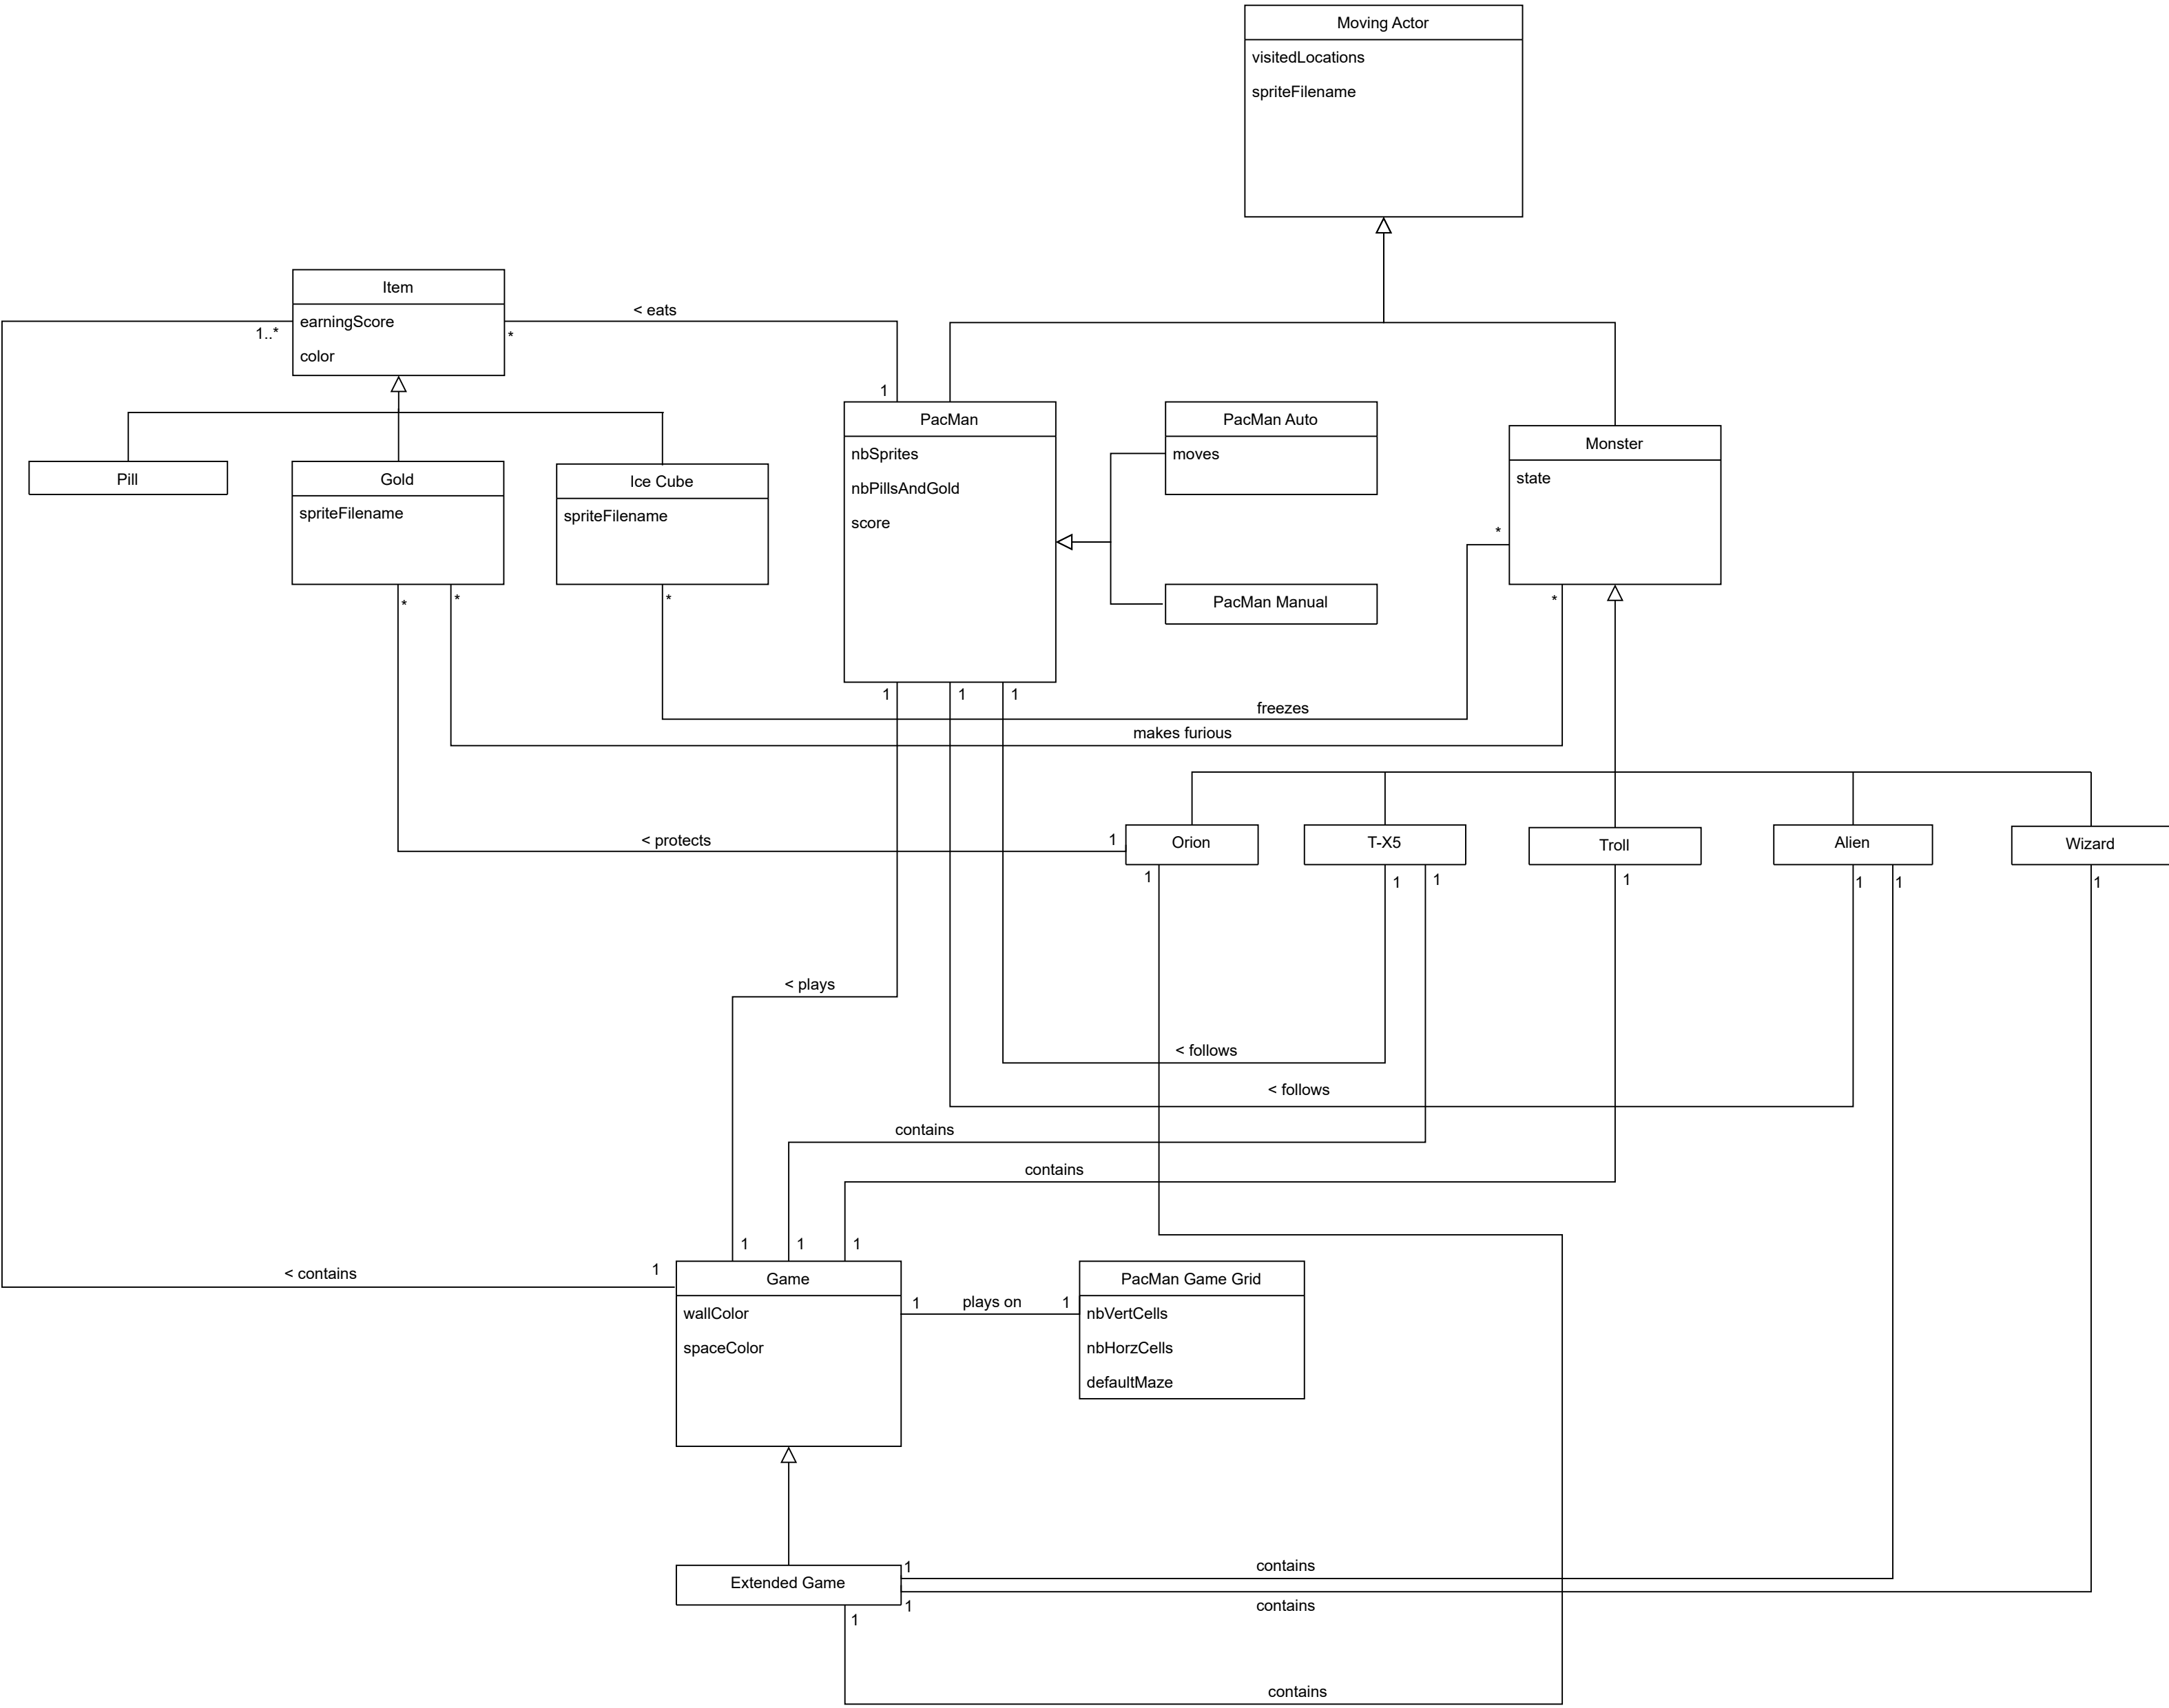 Moving Actor
visitedLocations
spriteFilename
Item
earningScore
color
1..*
*
< eats
1
PacMan
nbSprites
nbPillsAndGold
score
PacMan Auto
moves
PacMan Manual
Monster
state
*
*
Pill
Gold
spriteFilename
*
*
Ice Cube
spriteFilename
*
1
1
1
freezes
makes furious
< protects
1
Orion
1
T-X5
1
1
Troll
1
Alien
1
1
Wizard
1
< plays
< follows
< follows
contains
contains
1
1
1
< contains
1
Game
wallColor
spaceColor
1
plays on
1
PacMan Game Grid
nbVertCells
nbHorzCells
defaultMaze
Extended Game
1
contains
1
contains
1
contains